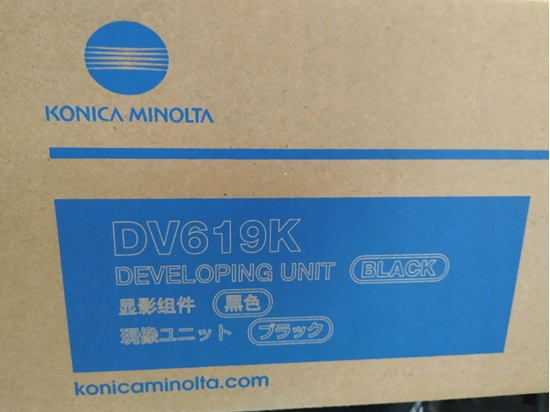 KONICA MINOLTA
DV619K
DEVELOPING UNIT BLACK
显影组件 黑色
現像ユニット ブラック
konicaminolta.com